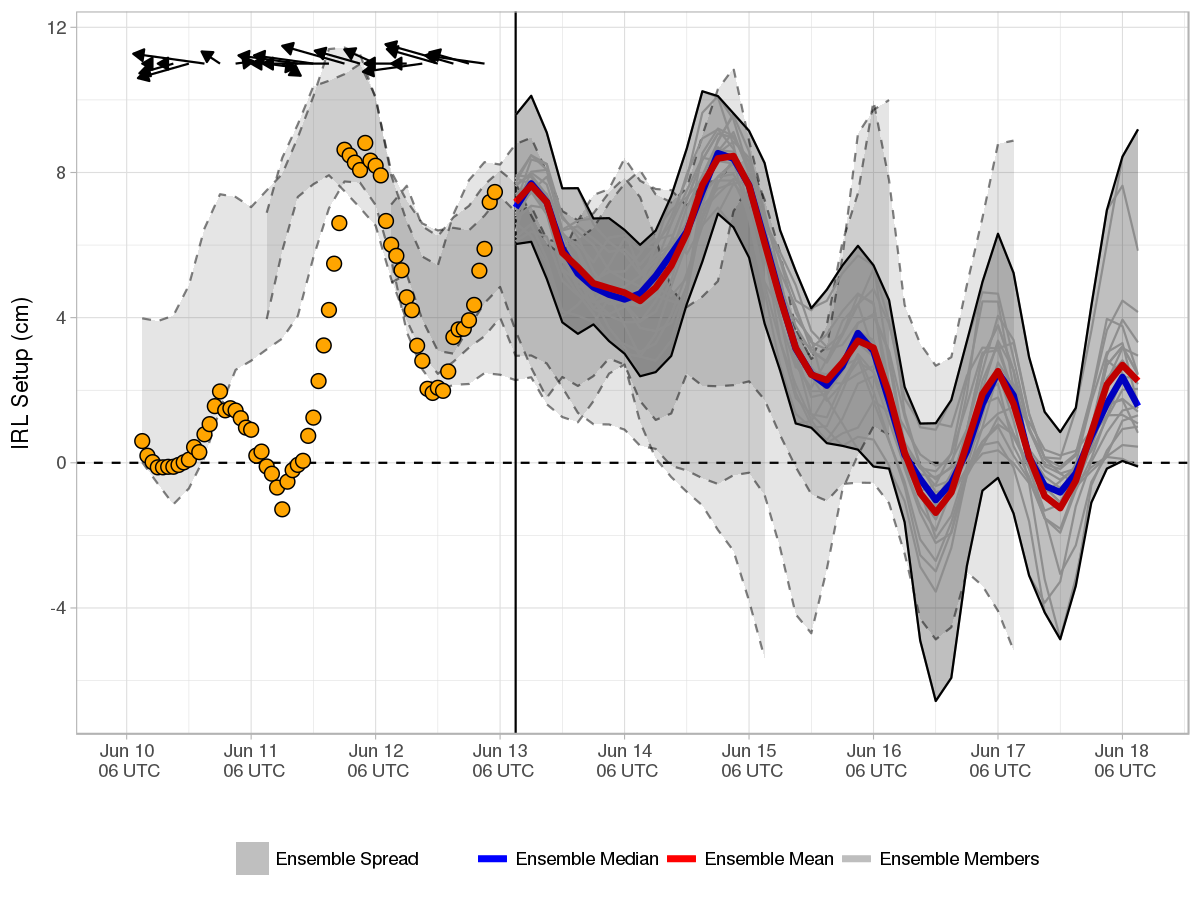 12
8
4
0
-4
IRL Setup (cm)
Jun 10 Jun 11 Jun 12 Jun 13 Jun 14 Jun 15 Jun 16 Jun 17 Jun 18
06 UTC 06 UTC 06 UTC 06 UTC 06 UTC 06 UTC 06 UTC 06 UTC 06 UTC
Ensemble Spread Ensemble Median Ensemble Mean Ensemble Members